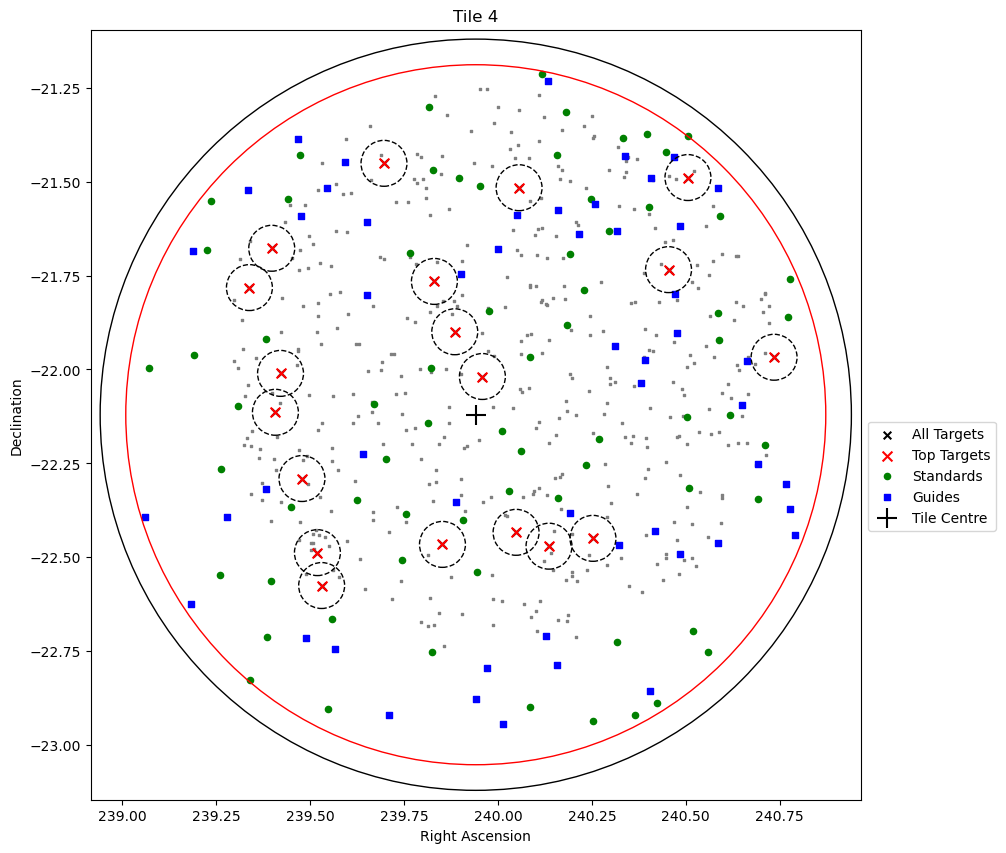 Tile 4
Declination
−21.25
−21.50
−21.75
−22.00
−22.25
−22.50
−22.75
−23.00
239.00 239.25 239.50 239.75 240.00 240.25 240.50 240.75
Right Ascension
All Targets
Top Targets
Standards
Guides
Tile Centre